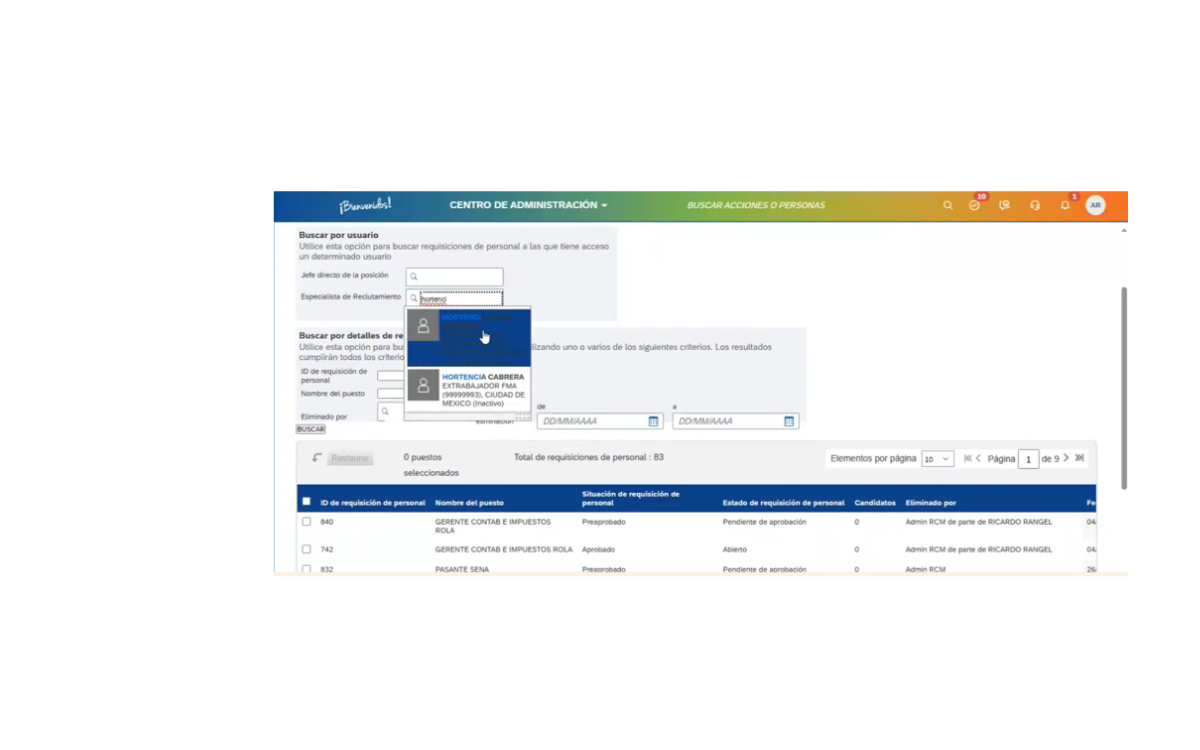 ¡Bienvenidos!
CENTRO DE ADMINISTRACIÓN
BUSCAR ACCIONES O PERSONAS
10
1
AR
Buscar por usuario
Utilice esta opción para buscar requisiciones de personal a las que tiene acceso
un determinado usuario
Jefe directo de la posición
Especialista de Reclutamiento
hortenci
HORTENCI
Buscar por detalles de re
Utilice esta opción para bu
lizando uno o varios de los siguientes criterios. Los resultados
cumplirán todos los criterio
ID de requisición de
personal
HORTENCIA CABRERA
EXTRABAJADOR FMA
(99999993), CIUDAD DE
MEXICO (Inactivo)
Nombre del puesto
Eliminado por
eliminación
de
DD/MM/AAAA
a
DD/MM/AAAA
BUSCAR
Restaurar
0 puestos
seleccionados
Total de requisiciones de personal : 83
Elementos por página 10
Página 1 de 9
ID de requisición de personal
Nombre del puesto
Situación de requisición de
personal
Estado de requisición de personal
Candidatos
Eliminado por
Fe
840
GERENTE CONTAB E IMPUESTOS
ROLA
Preaprobado
Pendiente de aprobación
0
Admin RCM de parte de RICARDO RANGEL
04/
742
GERENTE CONTAB E IMPUESTOS ROLA
Aprobado
Abierto
0
Admin RCM de parte de RICARDO RANGEL
04/
832
PASANTE SENA
Preaprobado
Pendiente de aprobación
0
Admin RCM
26/